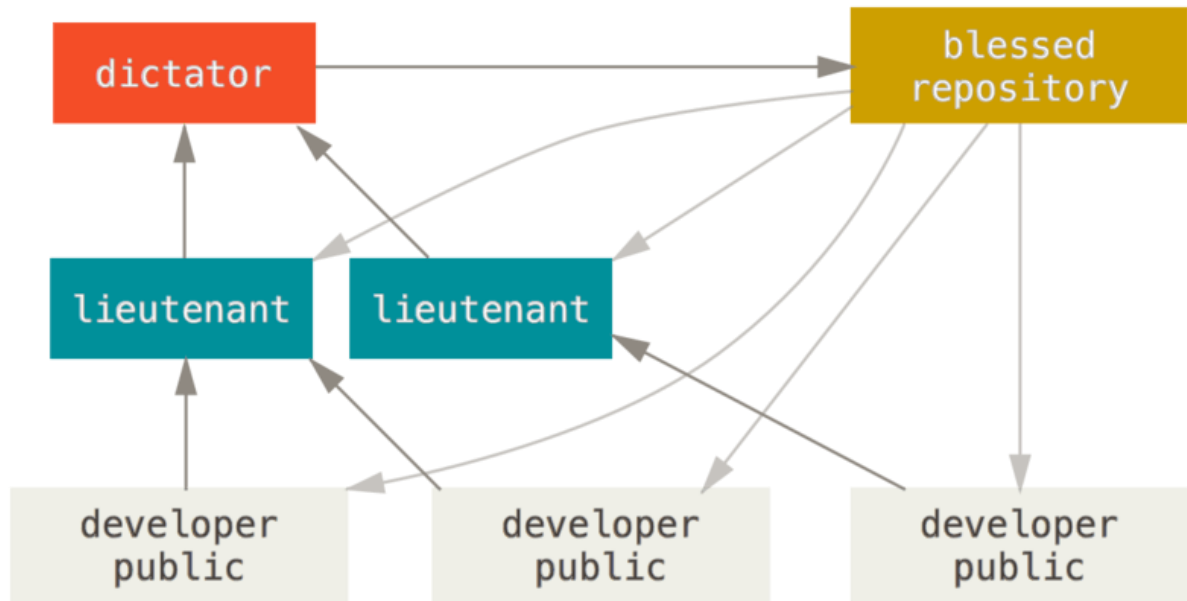 dictator
blessed
repository
lieutenant
lieutenant
developer
public
developer
public
developer
public